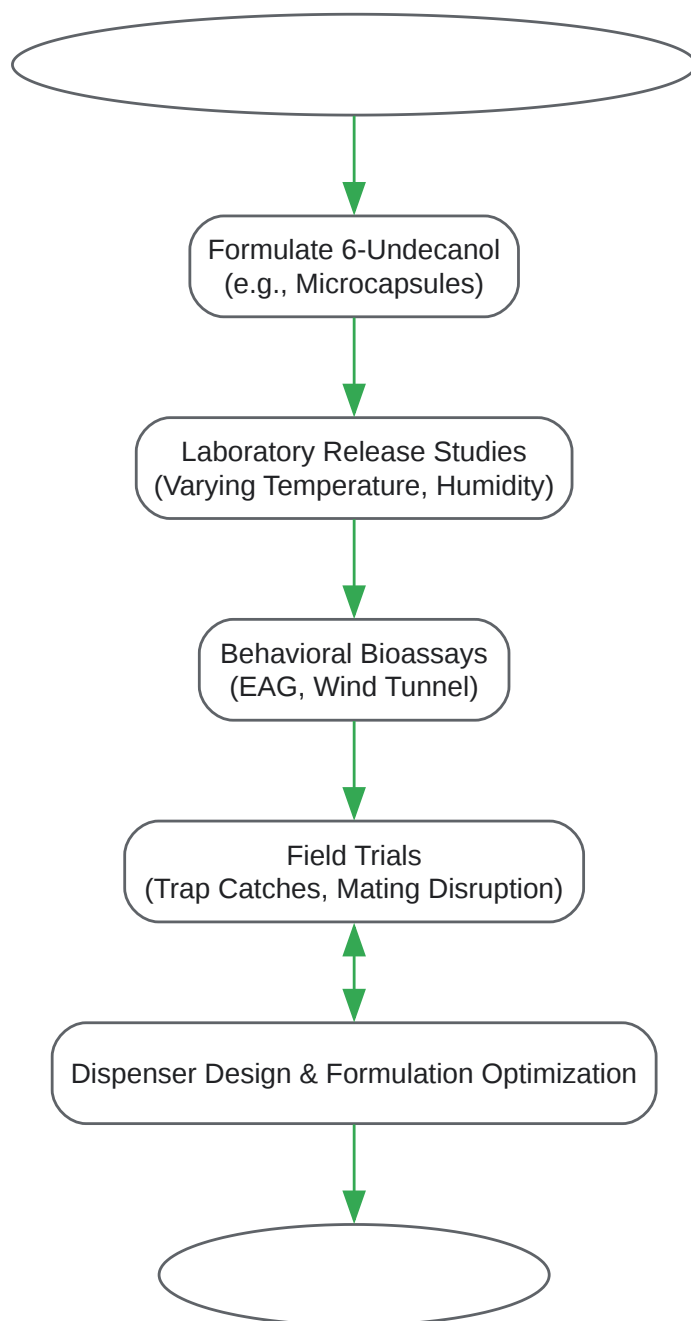 Formulate 6-Undecanol
(e.g., Microcapsules)
Laboratory Release Studies
(Varying Temperature, Humidity)
Behavioral Bioassays
(EAG, Wind Tunnel)
Field Trials
(Trap Catches, Mating Disruption)
Dispenser Design & Formulation Optimization